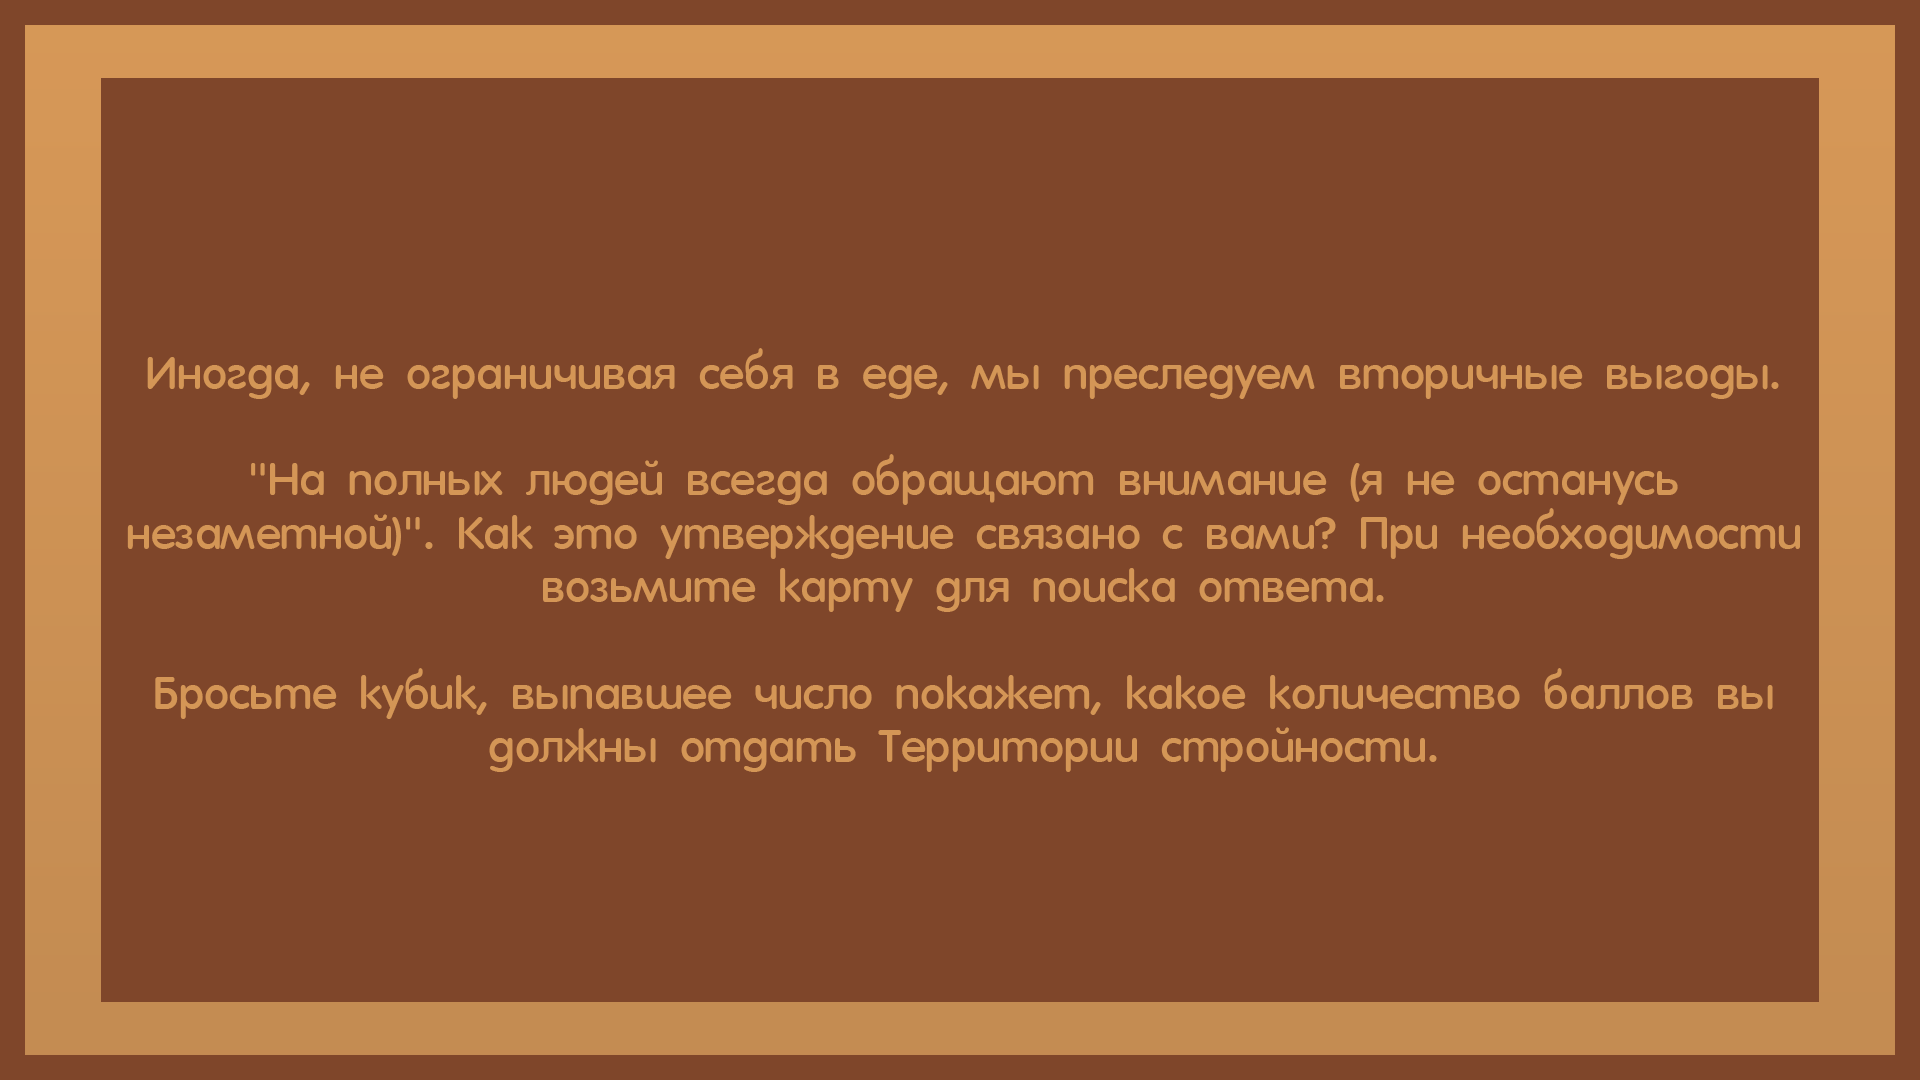 Иногда, не ограничивая себя в еде, мы преследуем вторичные выгоды.
"На полных людей всегда обращают внимание (я не останусь
незаметной)". Как это утверждение связано с вами? При необходимости
возьмите карту для поиска ответа.
Бросьте кубик, выпавшее число покажет, какое количество баллов вы
должны отдать Территории стройности.